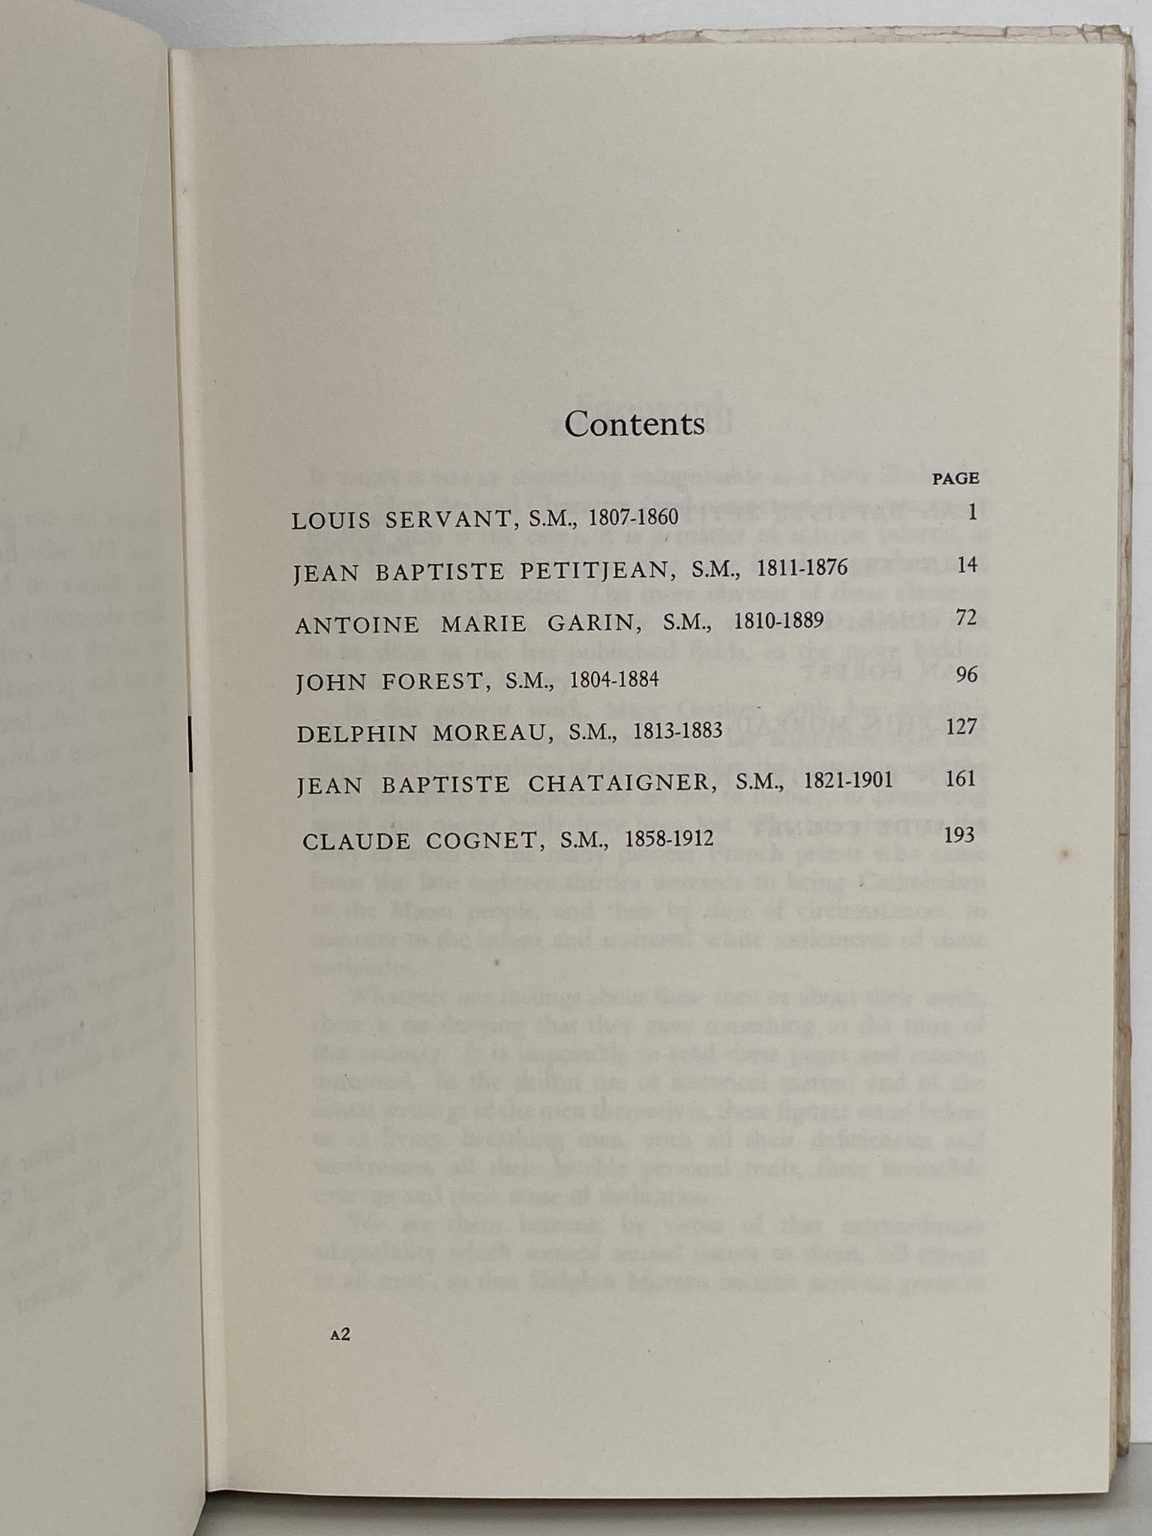 Contents
PAGE
LOUIS SERVANT, S.M., 1807-1860 1
JEAN BAPTISTE PETITJEAN, S.M., 1811-1876 14
ANTOINE MARIE GARIN, S.M., 1810-1889 72
JOHN FOREST, S.M., 1804-1884 96
DELPHIN MOREAU, S.M., 1813-1883 127
JEAN BAPTISTE CHATAIGNER, S.M., 1821-1901 161
CLAUDE COGNET, S.M., 1858-1912 193
A2